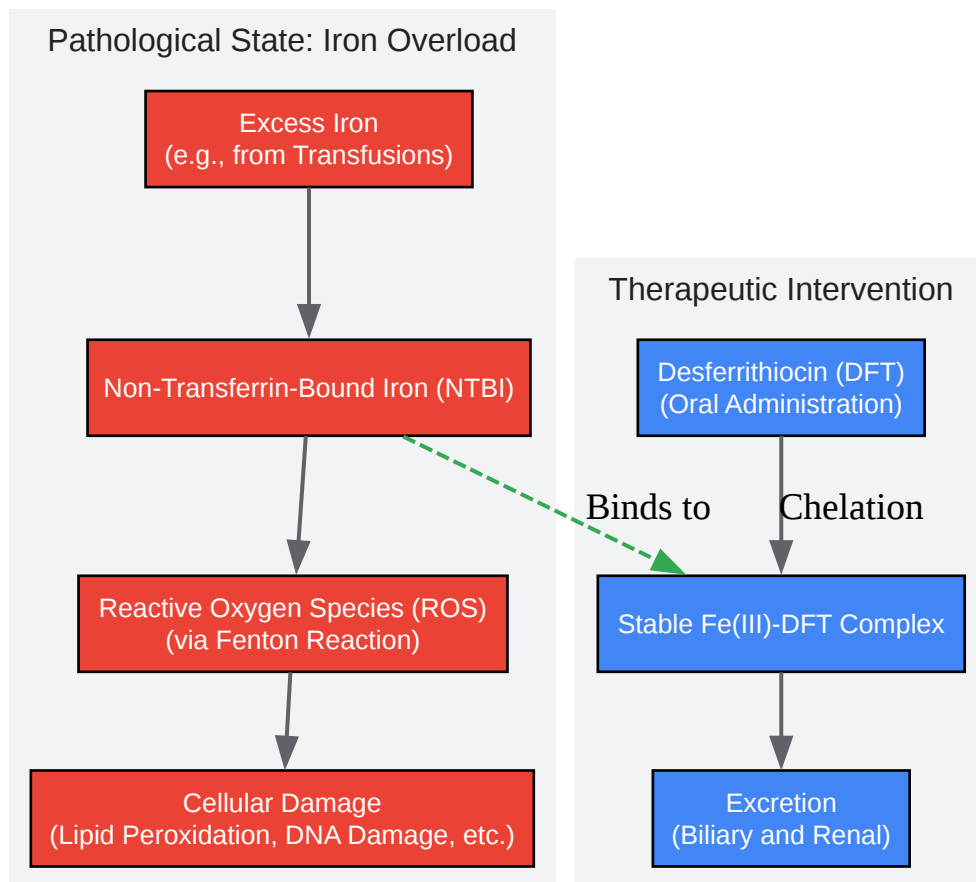 Pathological State: Iron Overload
Excess Iron
(e.g., from Transfusions)
Non-Transferrin-Bound Iron (NTBI)
Reactive Oxygen Species (ROS)
(via Fenton Reaction)
Cellular Damage
(Lipid Peroxidation, DNA Damage, etc.)
Therapeutic Intervention
Desferrithiocin (DFT)
(Oral Administration)
Binds to
Chelation
Stable Fe(III)-DFT Complex
Excretion
(Biliary and Renal)